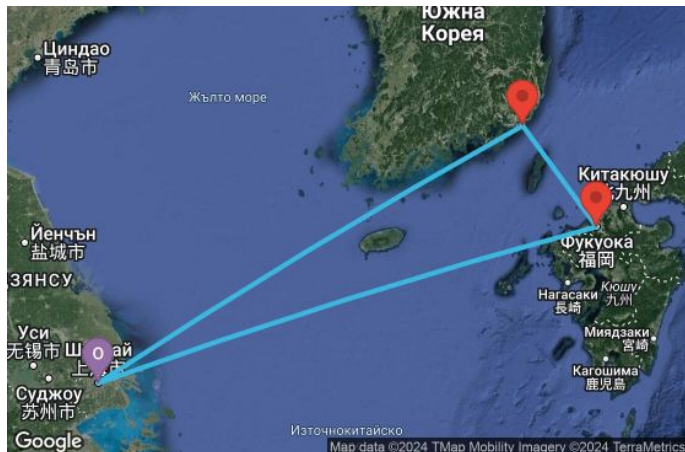 Южна
Корея
Циндао
青岛市
Жълто море
Китакюшу
九州
Йенчън
盐城市
Фукуока
福岡
ДЗЯНСУ
Кюшу
九州
Нагасаки
長崎
Уси
无锡市
Миядзаки
宮崎
O
Суджоу
苏州市
Кагошима
鹿児島
Източнокитайско
Google
Map data ©2024 TMap Mobility Imagery ©2024 TerraMetrics